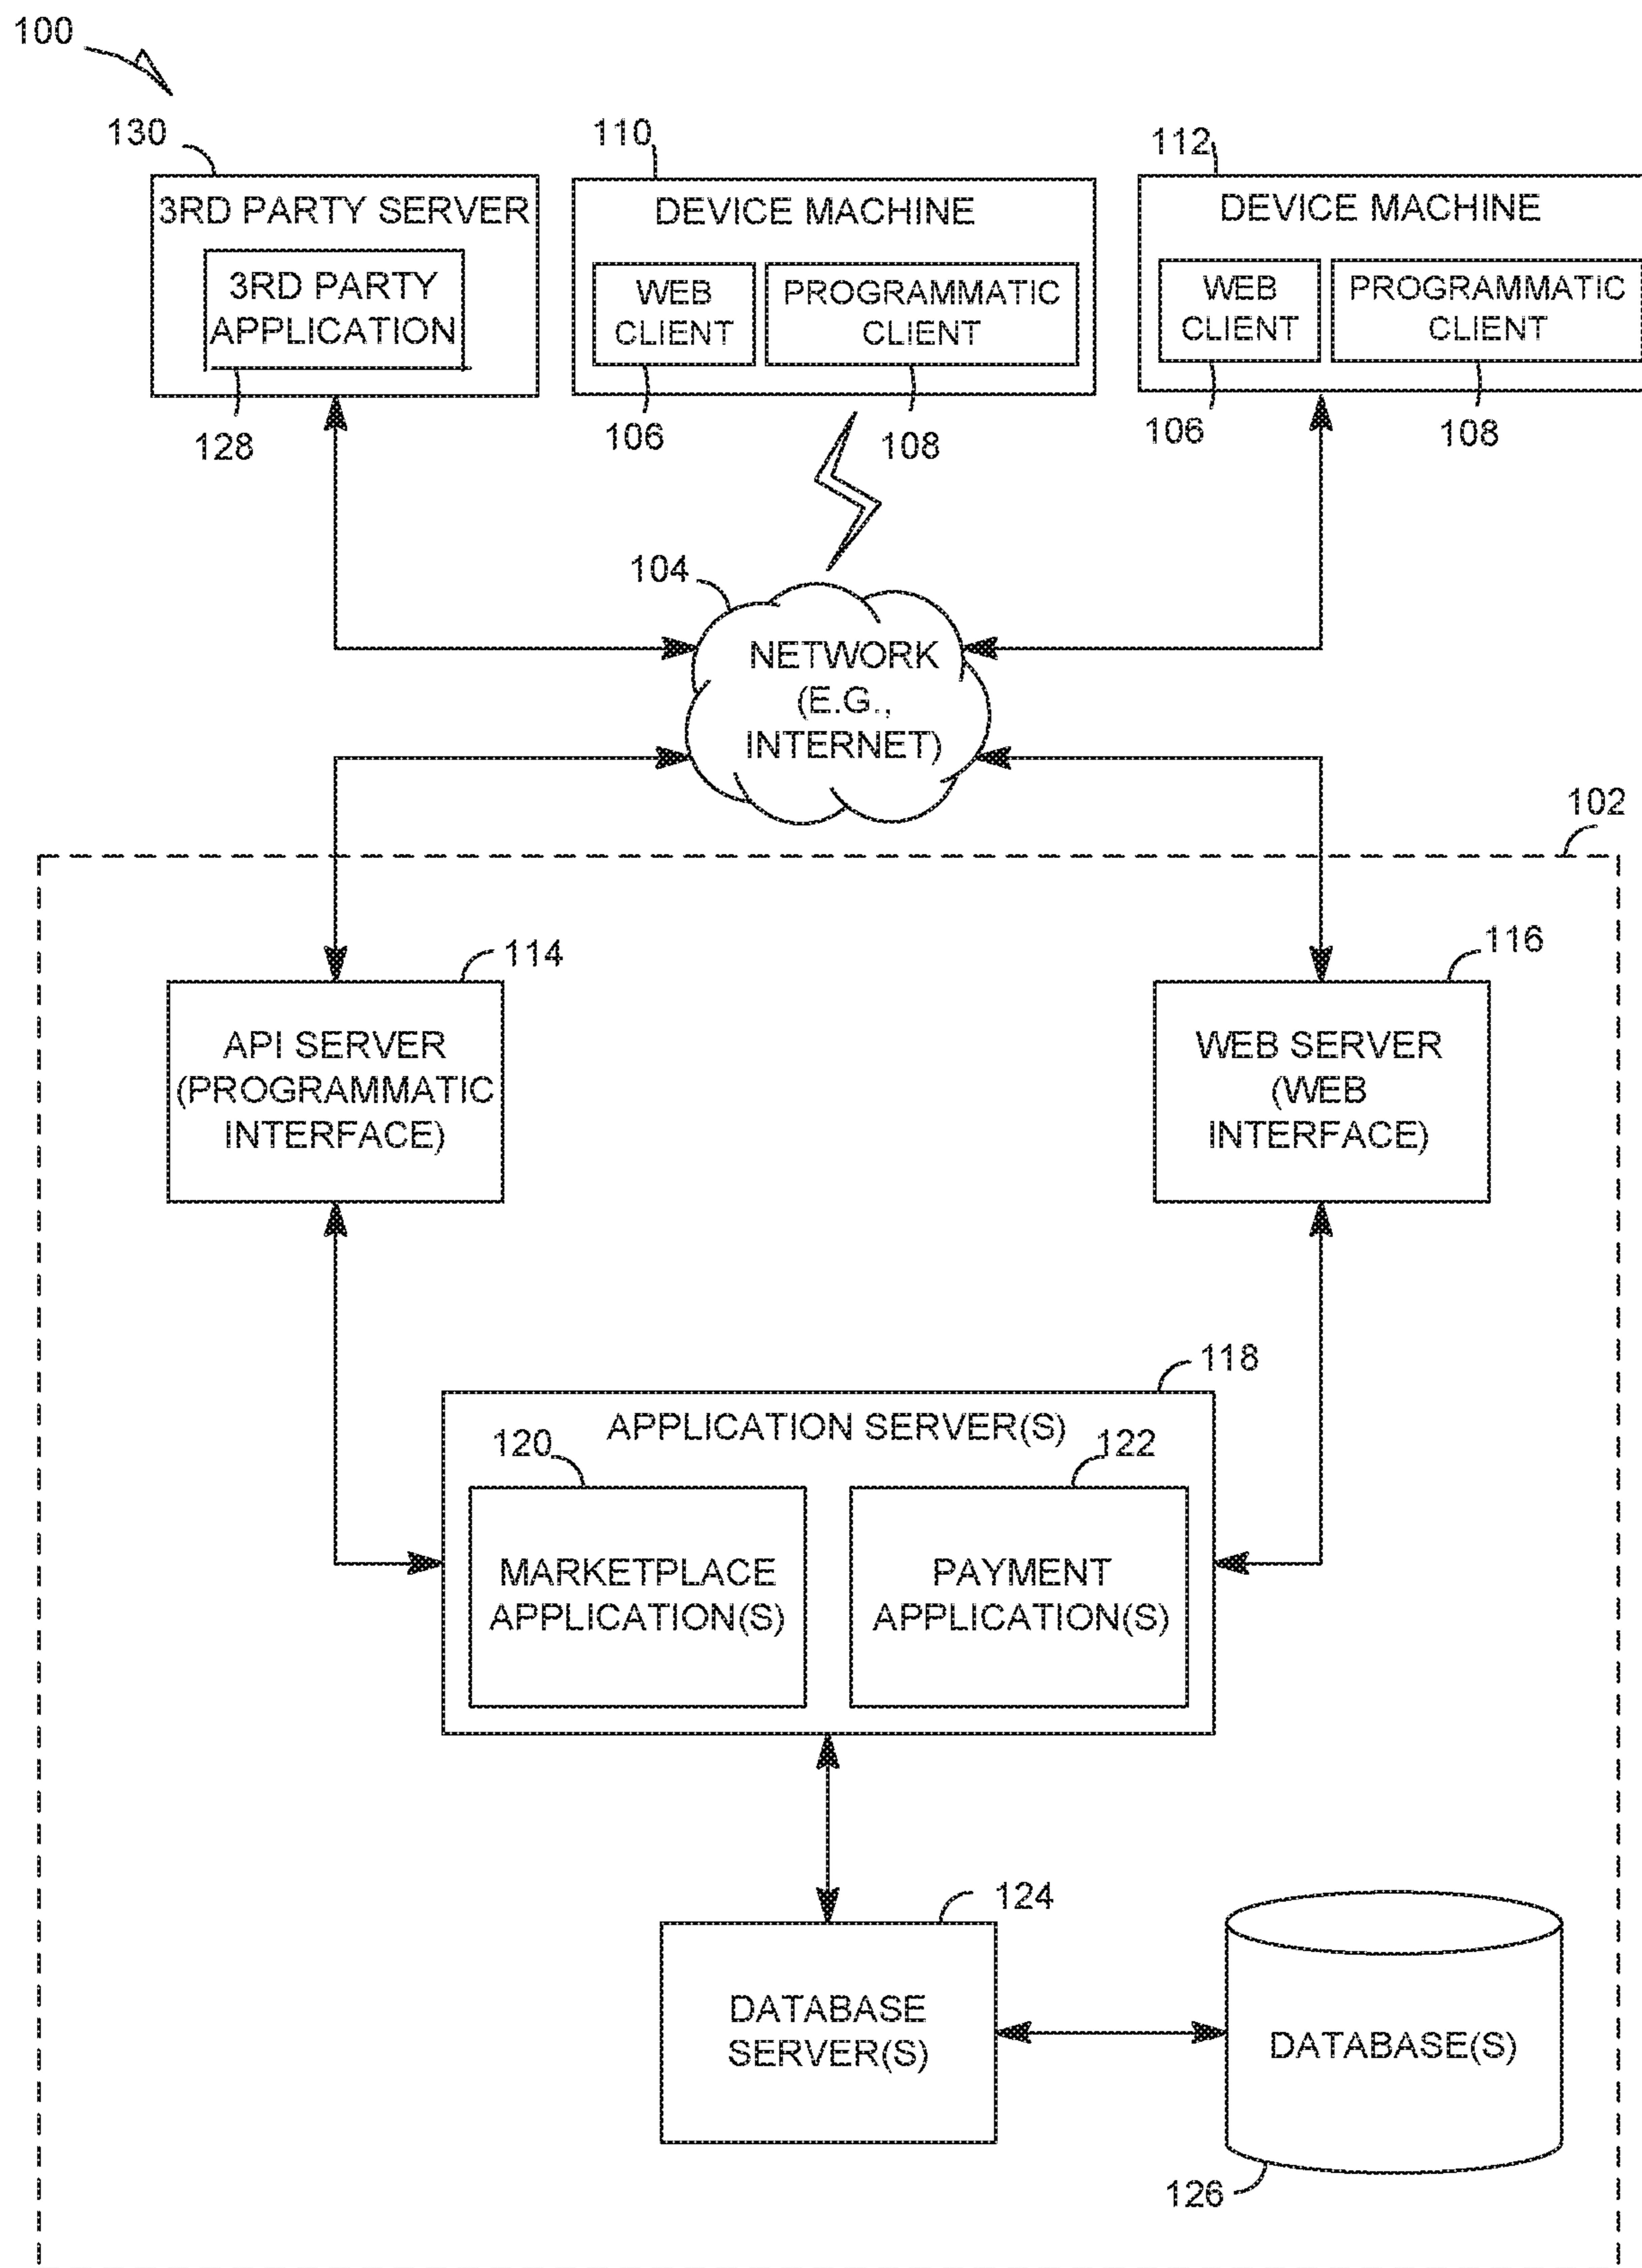 100
130
110
112
3RD PARTY SERVER
3RD PARTY
APPLICATION
128
DEVICE MACHINE
WEB
CLIENT
PROGRAMMATIC
CLIENT
106
108
DEVICE MACHINE
WEB
CLIENT
PROGRAMMATIC
CLIENT
106
108
104
NETWORK
(E.G.,
INTERNET)
102
114
API SERVER
(PROGRAMMATIC
INTERFACE)
116
WEB SERVER
(WEB
INTERFACE)
118
APPLICATION SERVER(S)
120
122
MARKETPLACE
APPLICATION(S)
PAYMENT
APPLICATION(S)
124
DATABASE
SERVER(S)
DATABASE(S)
126